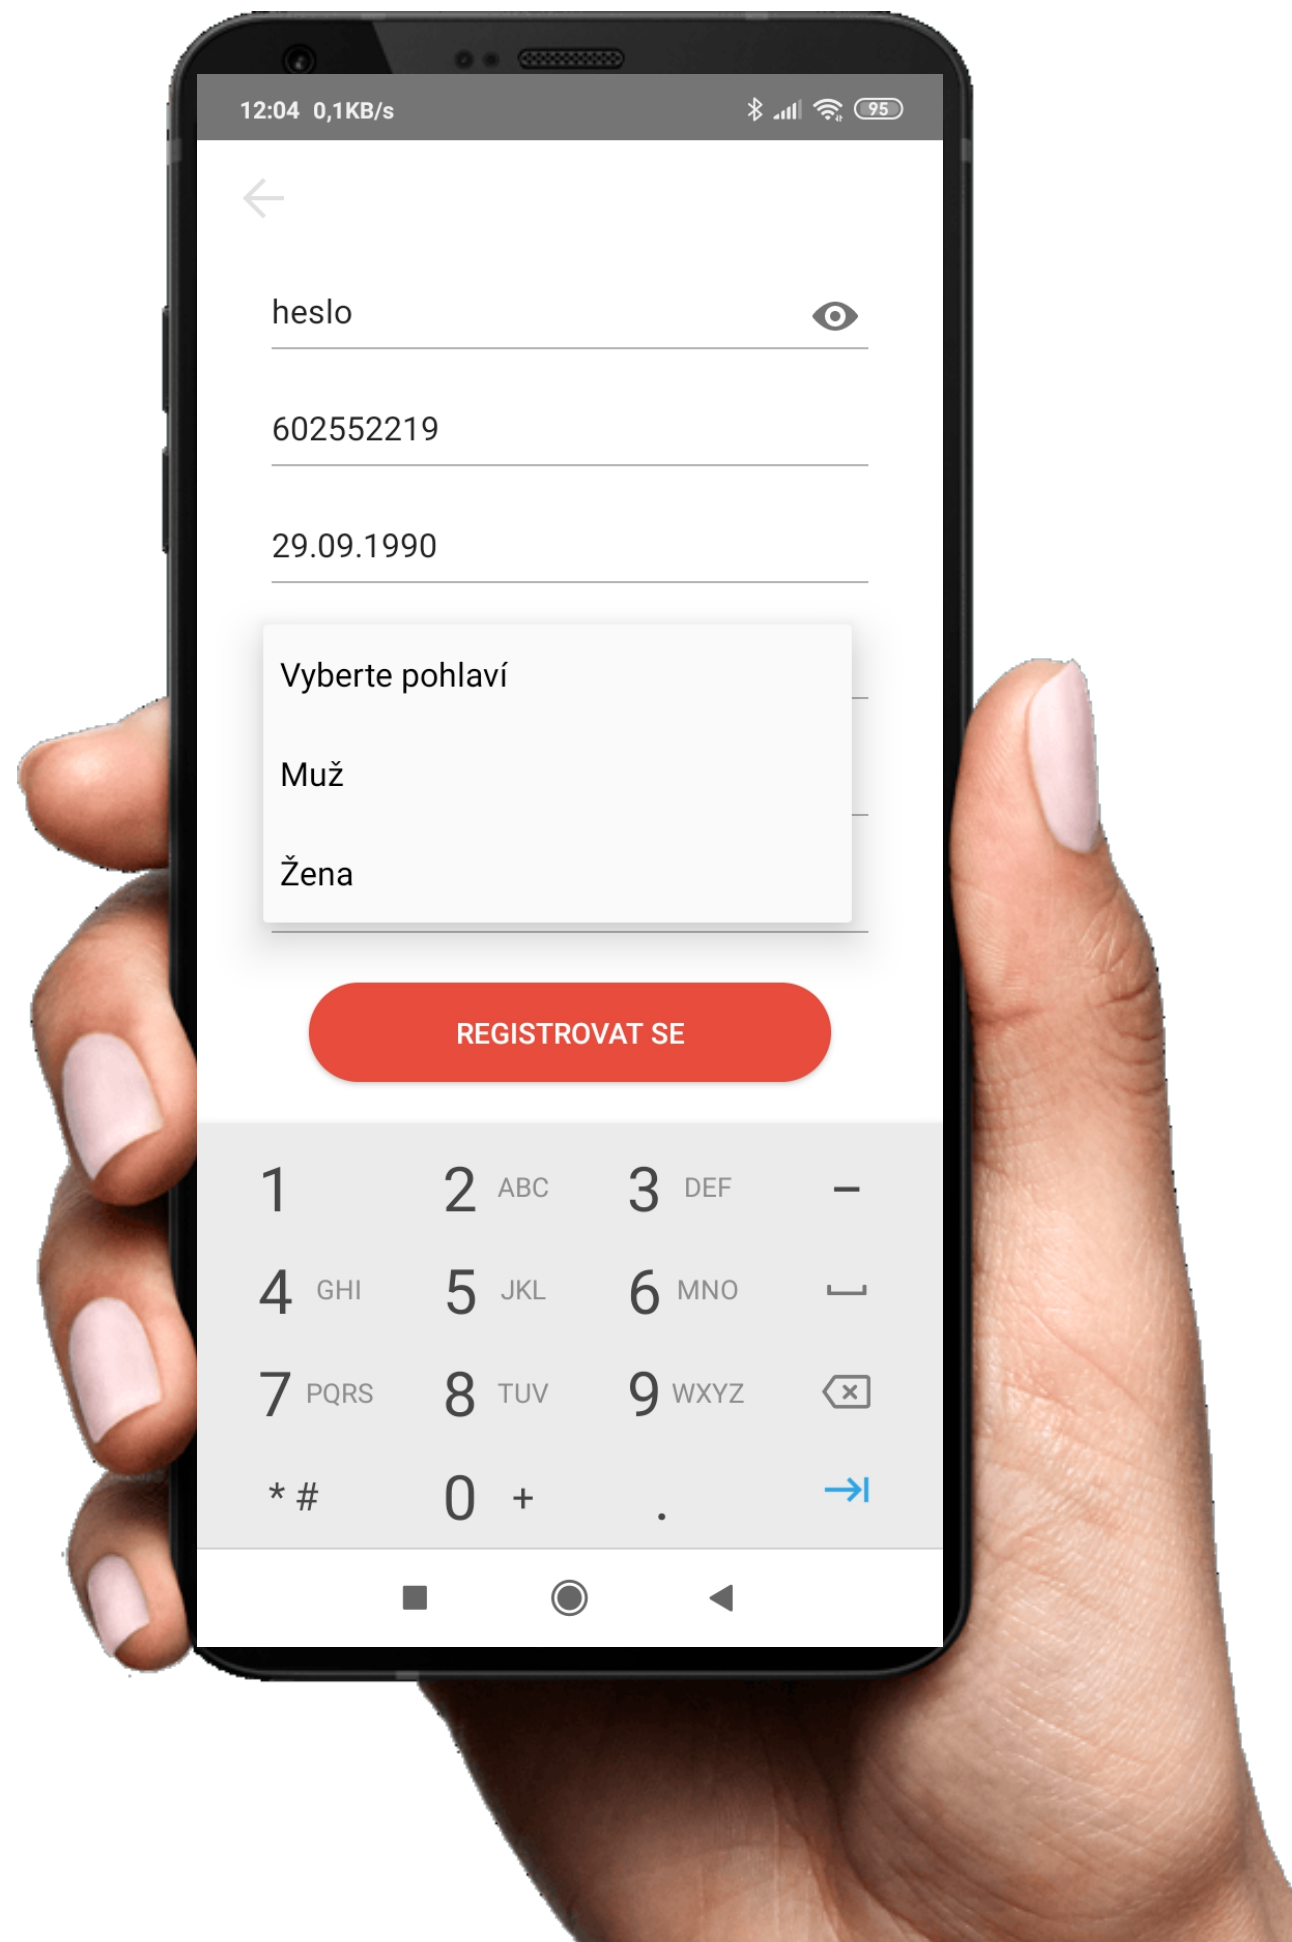 12:04 0,1KB/s 95
heslo
602552219
29.09.1990
Vyberte pohlaví
Muž
Žena
REGISTROVAT SE
1 2 ABC 3 DEF –
4 GHI 5 JKL 6 MNO
7 PQRS 8 TUV 9 WXYZ
* # 0 + .